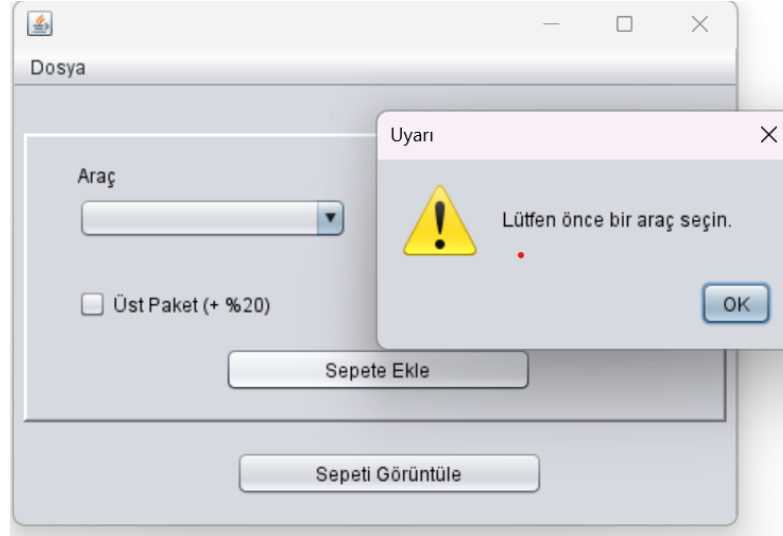 Dosya
Uyarı
Araç
Lütfen önce bir araç seçin.
Üst Paket (+ %20)
OK
Sepete Ekle
Sepeti Görüntüle